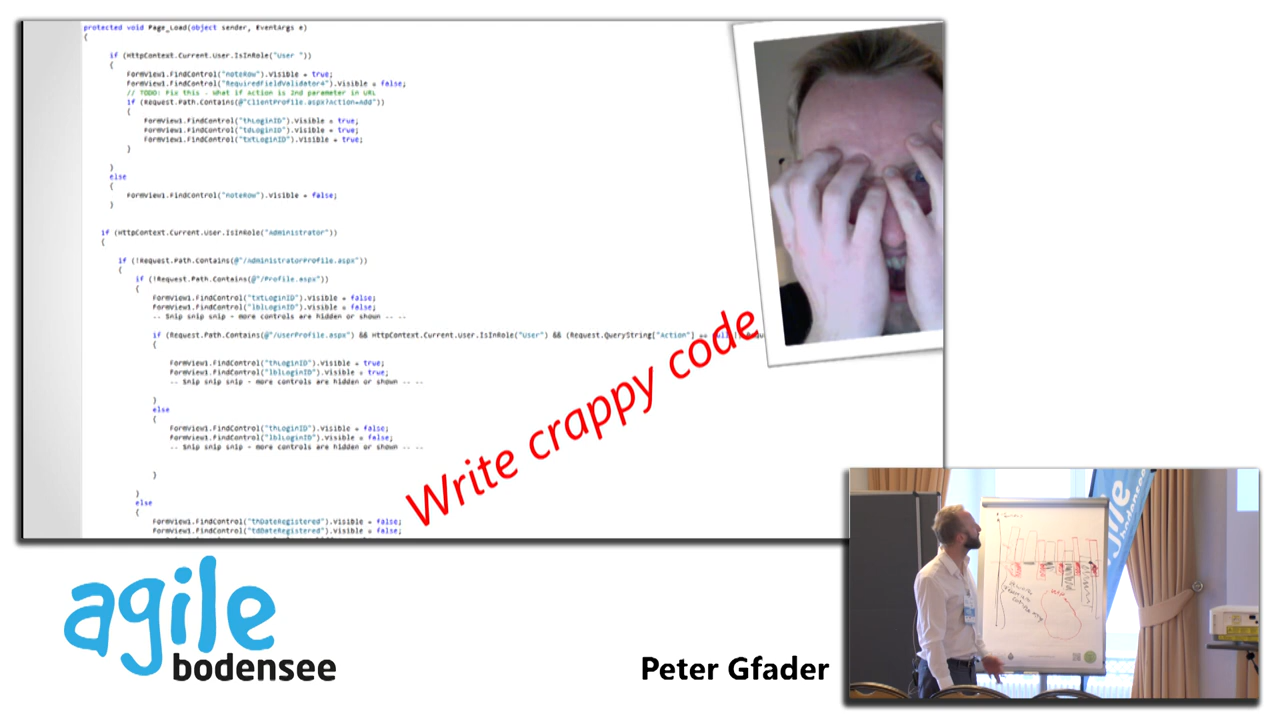 protected void Page_Load(object sender, EventArgs e)
{
if (HttpContext.Current.User.IsInRole("User "))
{
FormView1.FindControl("noteRow").Visible = true;
FormView1.FindControl("RequiredFieldValidator4").Visible = false;
// TODO: Fix this - What if Action is 2nd parameter in URL
if (Request.Path.Contains(@"ClientProfile.aspx?Action=Add"))
{
FormView1.FindControl("thLoginID").Visible = true;
FormView1.FindControl("tdLoginID").Visible = true;
FormView1.FindControl("txtLoginID").Visible = true;
}
}
else
{
FormView1.FindControl("noteRow").Visible = false;
}
if (HttpContext.Current.User.IsInRole("Administrator"))
{
if (!Request.Path.Contains(@"/AdministratorProfile.aspx"))
{
if (!Request.Path.Contains(@"/Profile.aspx"))
{
FormView1.FindControl("txtLoginID").Visible = false;
FormView1.FindControl("lblLoginID").Visible = false;
-- Snip snip snip - more controls are hidden or shown -- --
if (Request.Path.Contains(@"/userProfile.aspx") && HttpContext.Current.User.IsInRole("User") && (Request.QueryString["Action"] ==
{
FormView1.FindControl("thLoginID").Visible = true;
FormView1.FindControl("lblLoginID").Visible = true;
-- Snip snip snip - more controls are hidden or shown -- --
}
else
{
FormView1.FindControl("thLoginID").Visible = false;
FormView1.FindControl("lblLoginID").Visible = false;
-- Snip snip snip - more controls are hidden or shown -- --
}
}
else
{
FormView1.FindControl("thDateRegistered").Visible = false;
FormView1.FindControl("tdDateRegistered").Visible = false;
Write crappy code
agile
bodensee
Peter Gfader
agile
bodensee